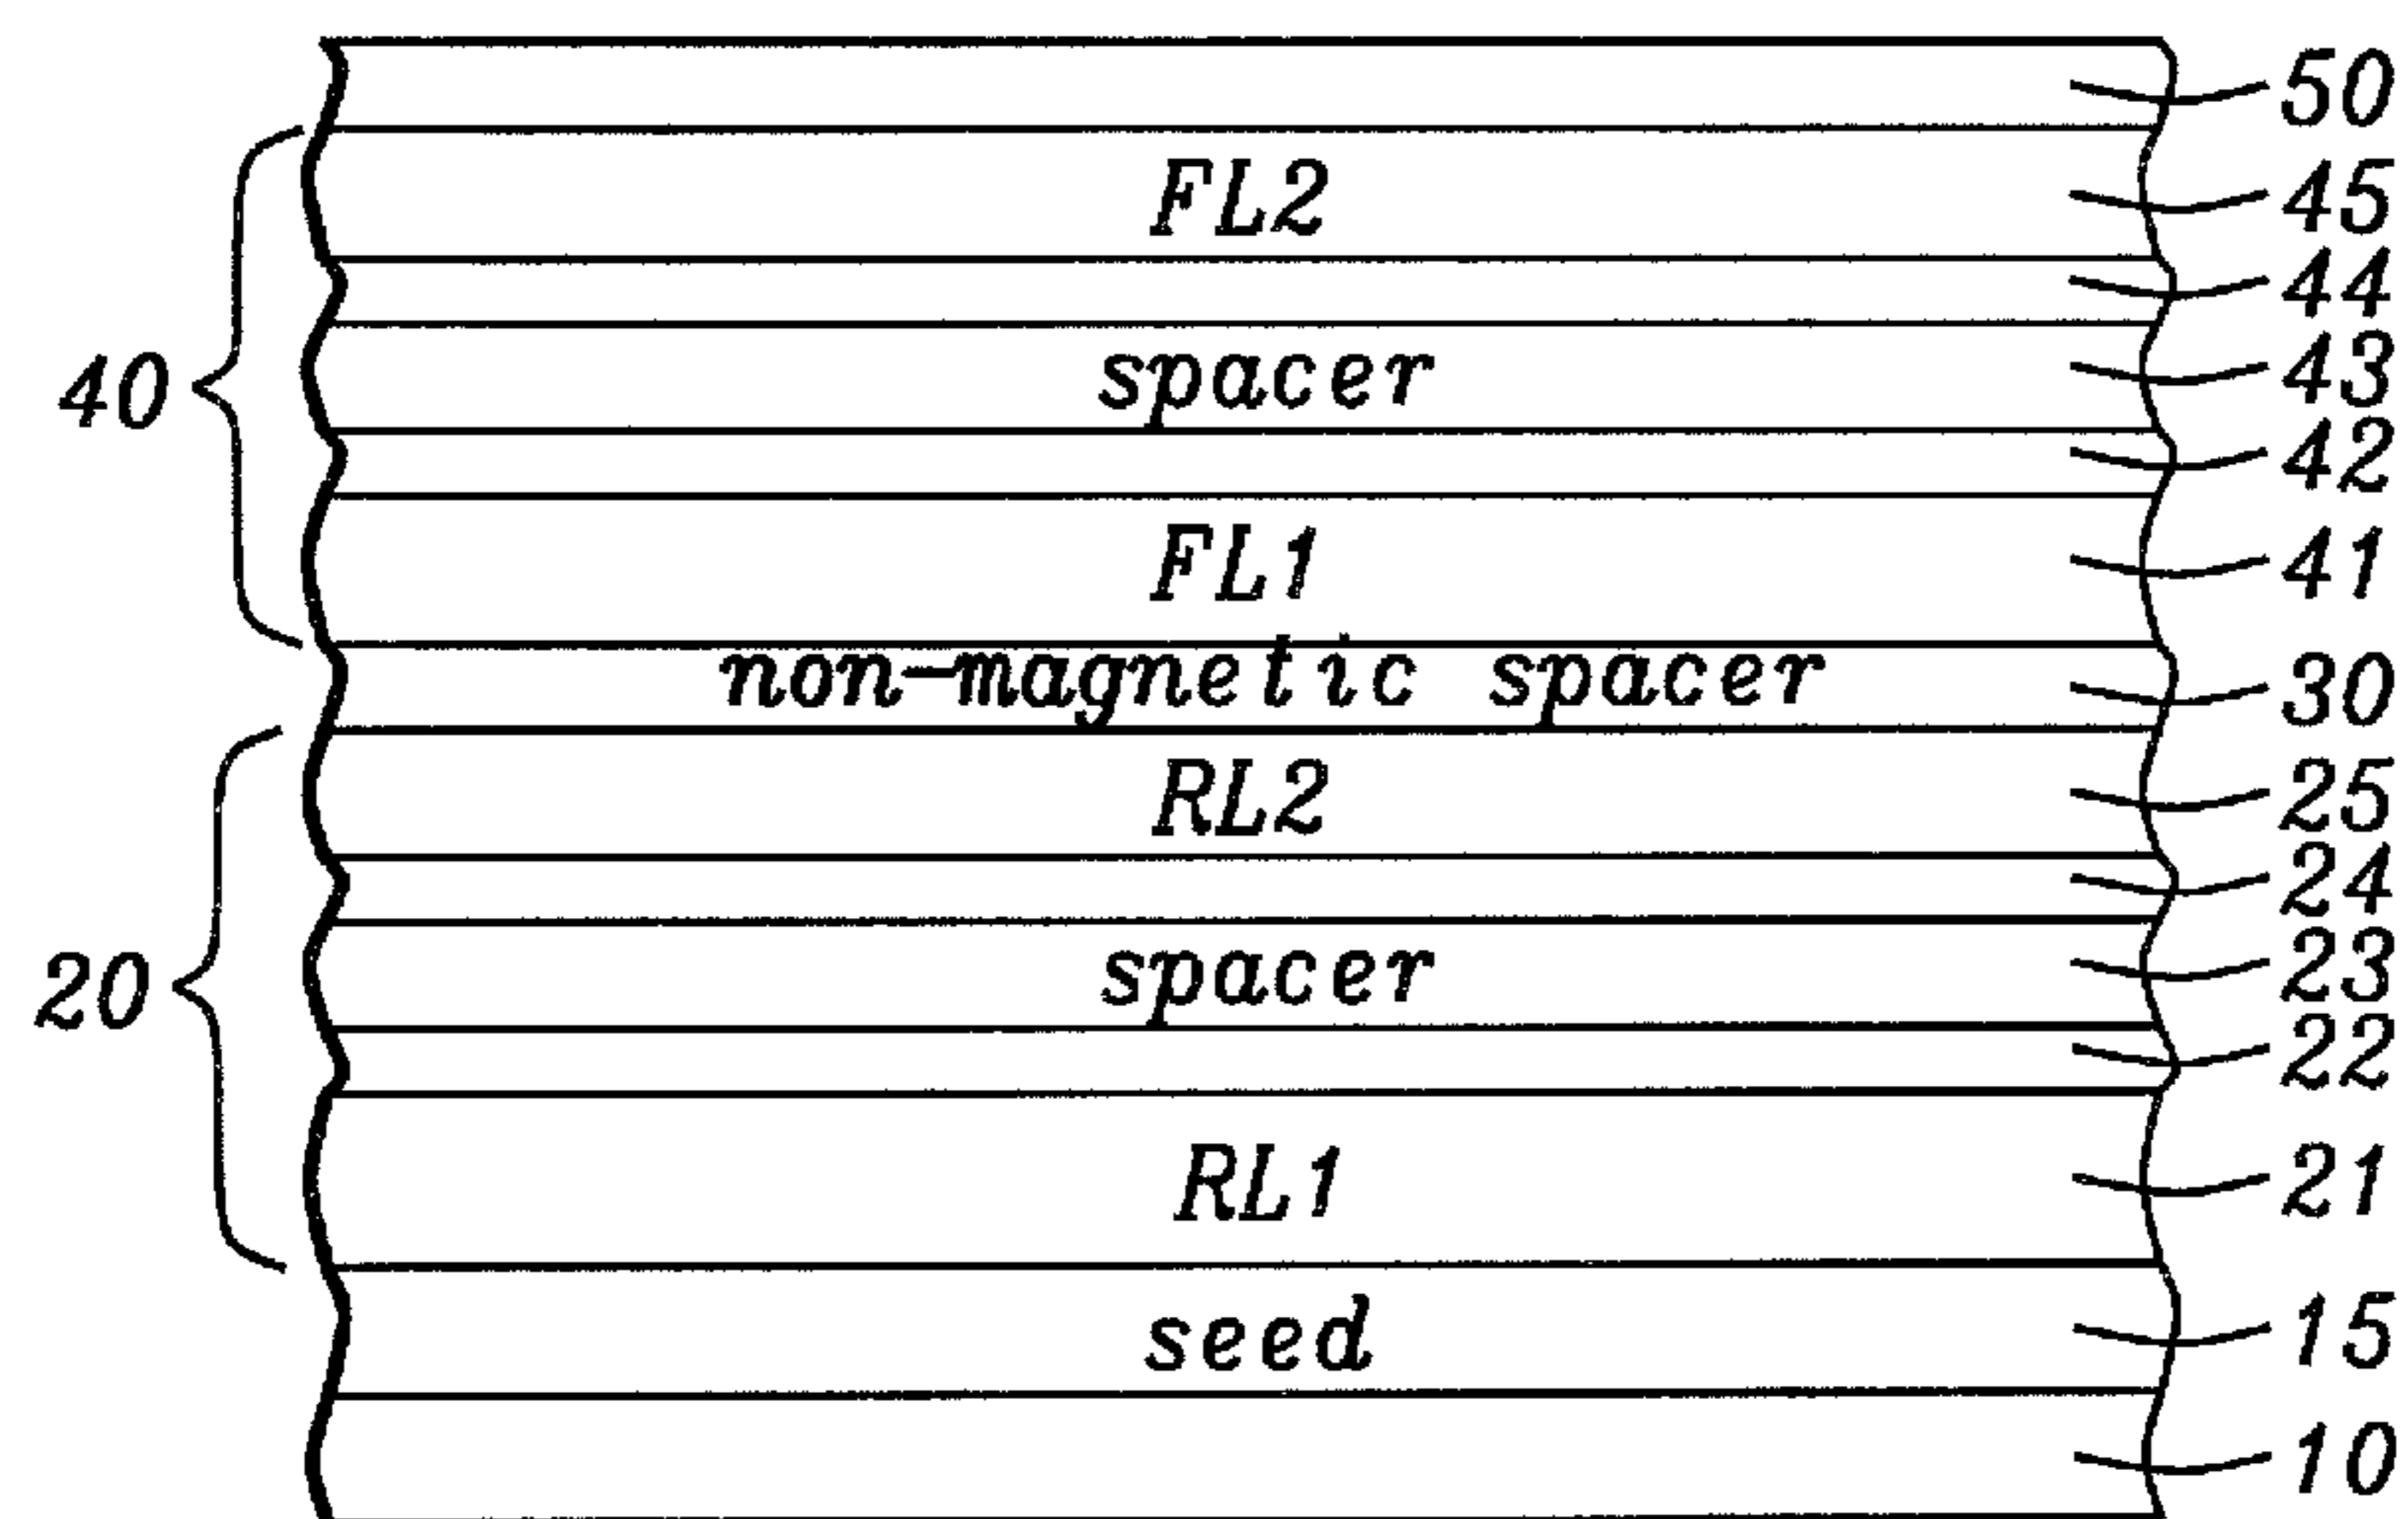 50
FL2 45
44
40 spacer 43
42
FL1 41
non-magnetic spacer 30
RL2 25
24
20 spacer 23
22
RL1 21
seed 15
10